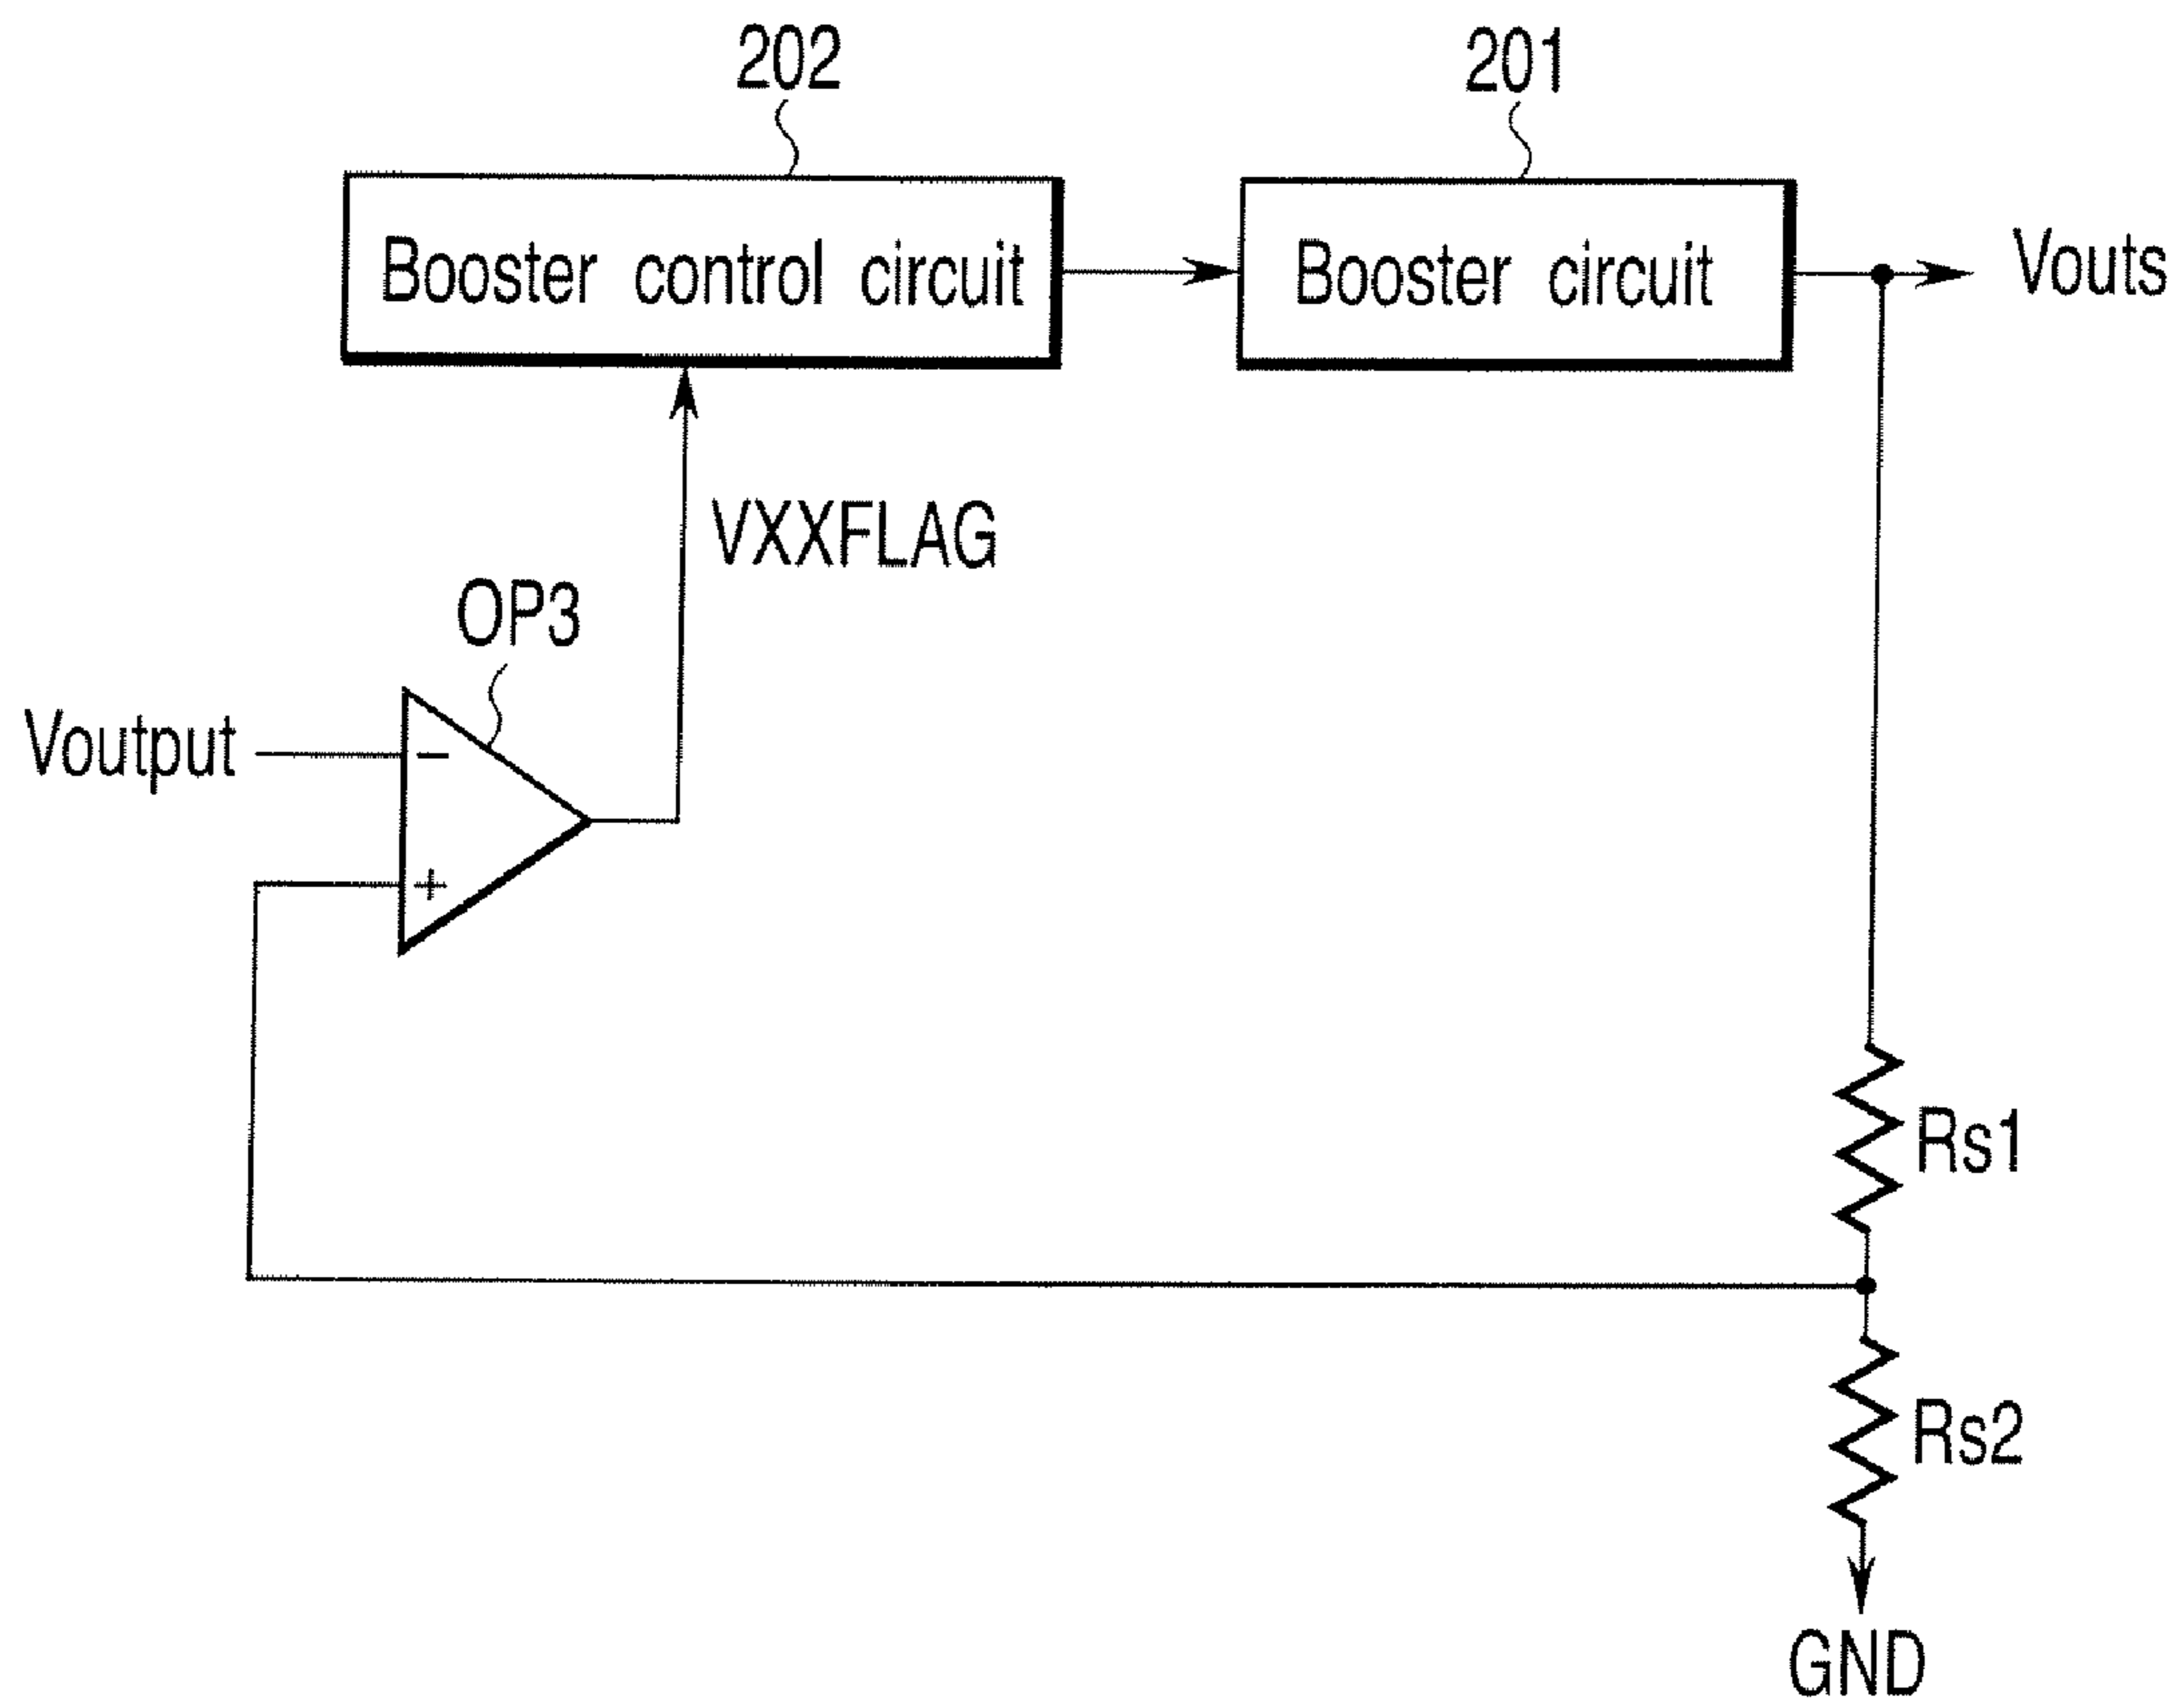 202
201
Booster control circuit
Booster circuit
Vouts
VXXFLAG
OP3
Voutput
−
+
Rs1
Rs2
GND